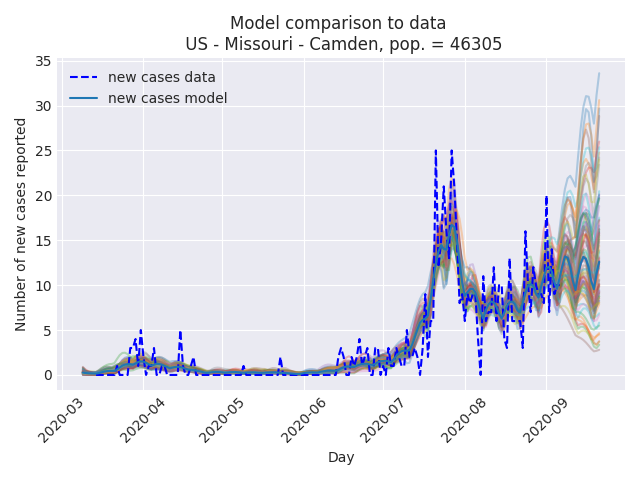 Model comparison to data
US - Missouri - Camden, pop. = 46305
new cases data
new cases model
Number of new cases reported
35
30
25
20
15
10
5
0
2020-03
2020-04
2020-05
2020-06
2020-07
2020-08
2020-09
Day